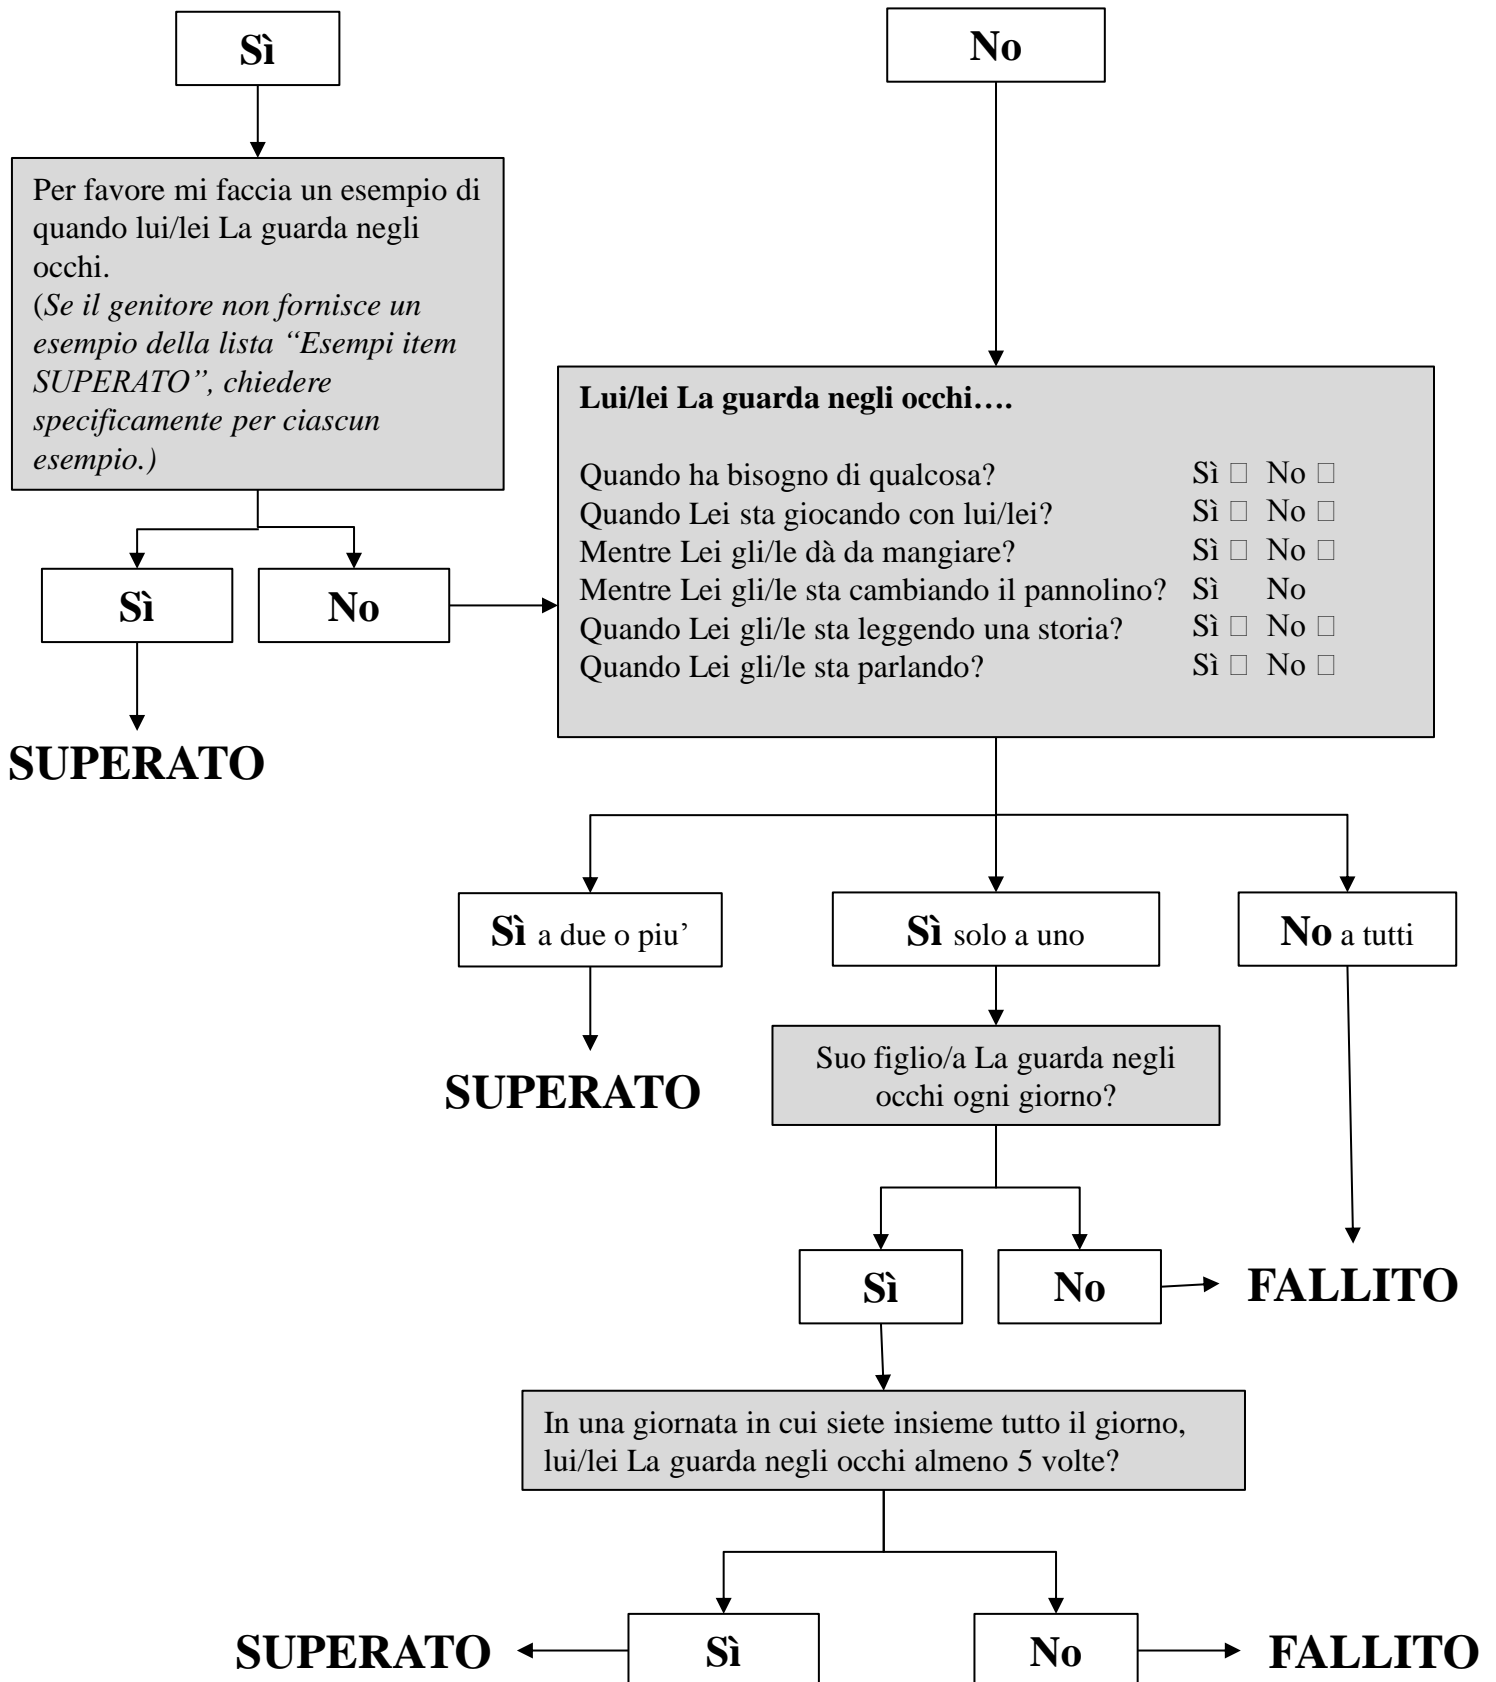 Sì
No
Per favore mi faccia un esempio di
quando lui/lei La guarda negli
occhi.
(Se il genitore non fornisce un
esempio della lista “Esempi item
SUPERATO”, chiedere
specificamente per ciascun
esempio.)
Sì
No
SUPERATO
Lui/lei La guarda negli occhi….
Quando ha bisogno di qualcosa? Sì □ No □
Quando Lei sta giocando con lui/lei? Sì □ No □
Mentre Lei gli/le dà da mangiare? Sì □ No □
Mentre Lei gli/le sta cambiando il pannolino? Sì No
Quando Lei gli/le sta leggendo una storia? Sì □ No □
Quando Lei gli/le sta parlando? Sì □ No □
Sì a due o piu’
Sì solo a uno
No a tutti
SUPERATO
Suo figlio/a La guarda negli
occhi ogni giorno?
Sì
No
FALLITO
In una giornata in cui siete insieme tutto il giorno,
lui/lei La guarda negli occhi almeno 5 volte?
SUPERATO
Sì
No
FALLITO